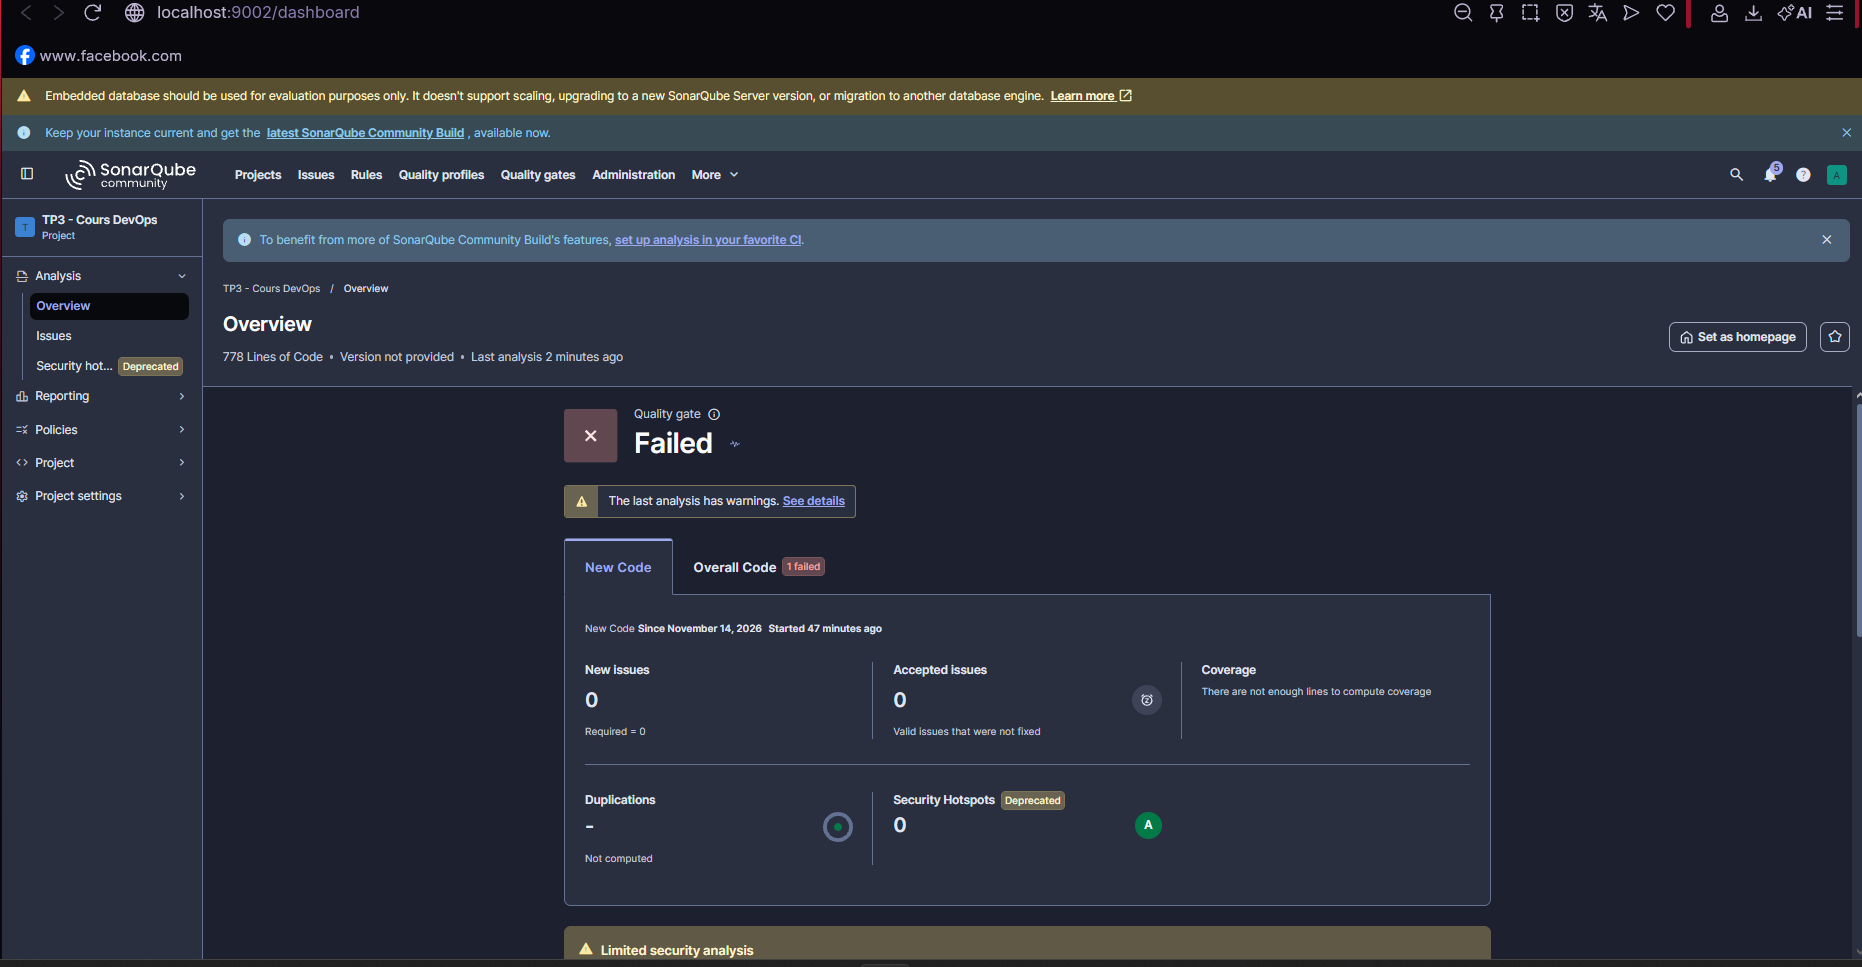 localhost:9002/dashboard
AI
www.facebook.com
Embedded database should be used for evaluation purposes only. It doesn't support scaling, upgrading to a new SonarQube Server version, or migration to another database engine. Learn more
Keep your instance current and get the latest SonarQube Community Build , available now.
SonarQube community
Projects Issues Rules Quality profiles Quality gates Administration More
5
A
T
TP3 - Cours DevOps
Project
Analysis
Overview
Issues
Security hot... Deprecated
Reporting
Policies
Project
Project settings
To benefit from more of SonarQube Community Build's features, set up analysis in your favorite CI.
TP3 - Cours DevOps / Overview
Overview
778 Lines of Code • Version not provided • Last analysis 2 minutes ago
Set as homepage
Quality gate
Failed
The last analysis has warnings. See details
New Code
Overall Code 1 failed
New Code Since November 14, 2026 Started 47 minutes ago
New issues
0
Required = 0
Accepted issues
0
Valid issues that were not fixed
Coverage
There are not enough lines to compute coverage
Duplications
-
Not computed
Security Hotspots Deprecated
0
A
Limited security analysis